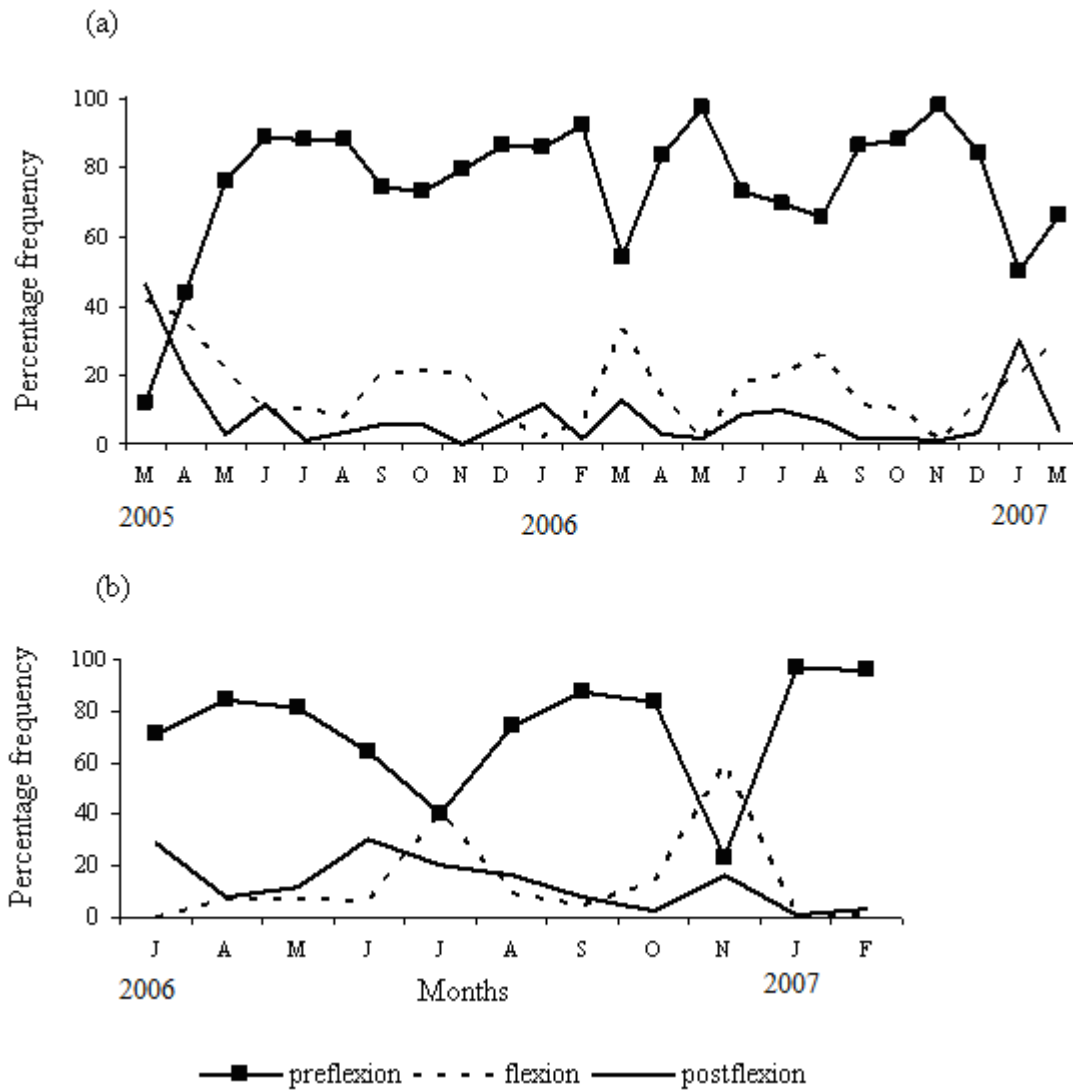 (a)
Percentage frequency
100
80
60
40
20
0
M A M J J A S O N D J F M A M J J A S O N D J M
2005 2006 2007
(b)
Percentage frequency
100
80
60
40
20
0
J A M J J A S O N J F
2006 Months 2007
preflexion flexion postflexion